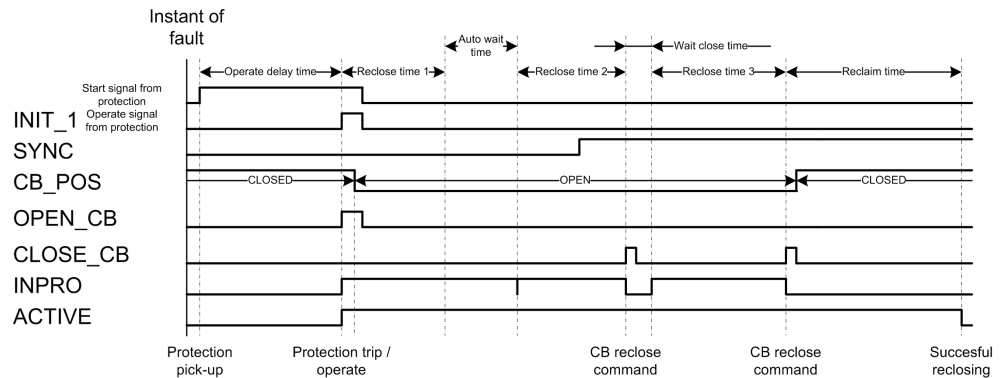 Instant of
fault
Auto wait
time
Wait close time
Operate delay time
Reclose time 1
Reclose time 2
Reclose time 3
Reclaim time
Start signal from
protection
INIT_1
Operate signal
from protection
SYNC
CB_POS
CLOSED
OPEN
CLOSED
OPEN_CB
CLOSE_CB
INPRO
ACTIVE
Protection
pick-up
Protection trip /
operate
CB reclose
command
CB reclose
command
Succesful
reclosing